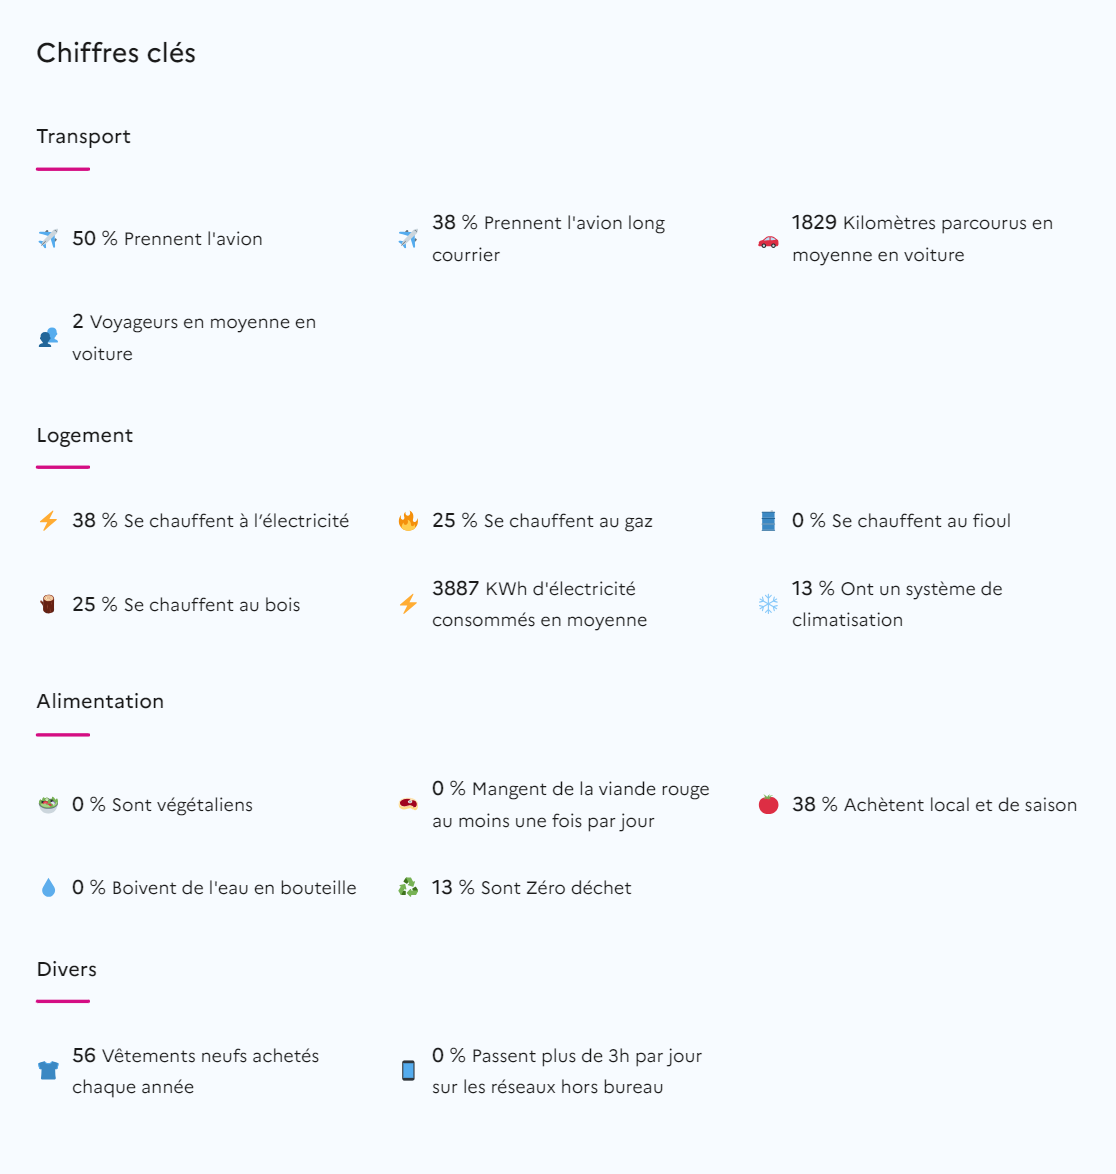 Chiffres clés
Transport
50 % Prennent l'avion
38 % Prennent l'avion long
courrier
1829 Kilomètres parcourus en
moyenne en voiture
2 Voyageurs en moyenne en
voiture
Logement
38 % Se chauffent à l’électricité
25 % Se chauffent au gaz
0 % Se chauffent au fioul
25 % Se chauffent au bois
3887 KWh d'électricité
consommés en moyenne
13 % Ont un système de
climatisation
Alimentation
0 % Sont végétaliens
0 % Mangent de la viande rouge
au moins une fois par jour
38 % Achètent local et de saison
0 % Boivent de l'eau en bouteille
13 % Sont Zéro déchet
Divers
56 Vêtements neufs achetés
chaque année
0 % Passent plus de 3h par jour
sur les réseaux hors bureau